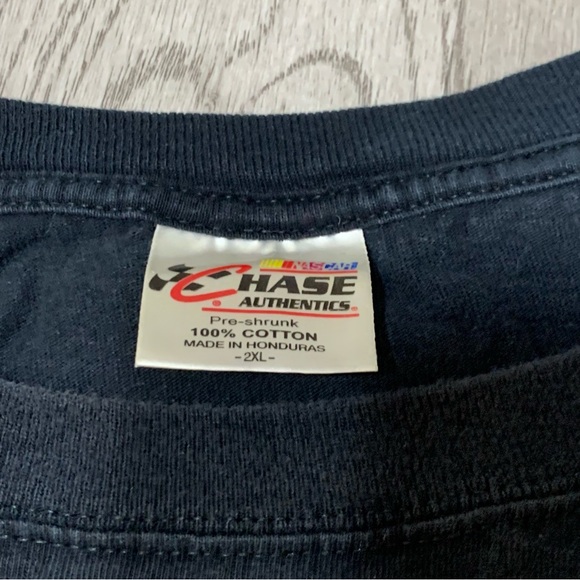 NASCAR
CHASE
AUTHENTICS®
Pre-shrunk
100% COTTON
MADE IN HONDURAS
-2XL-